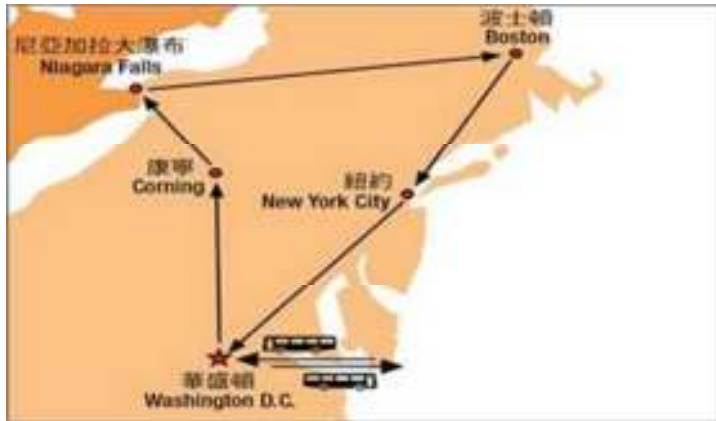 波士頓
Boston
尼亞加拉大瀑布
Niagara Falls
康寧
Corning
紐約
New York City
華盛頓
Washington D.C.